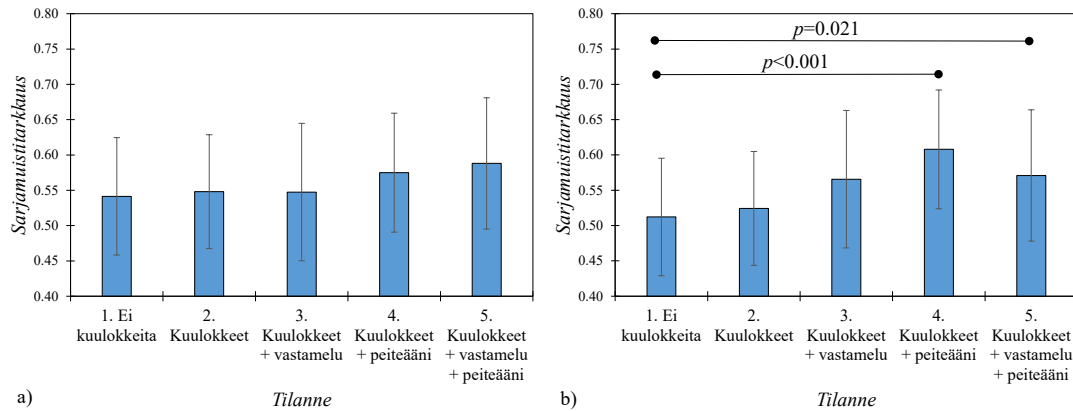 0.80
0.75
0.70
0.65
0.60
0.55
0.50
0.45
0.40
Sarjamuistitarkkuus
1. Ei
kuulokkeita
2.
Kuulokkeet
3.
Kuulokkeet
+ vastamelu
4.
Kuulokkeet
+ peiteääni
5.
Kuulokkeet
+ vastamelu
+ peiteääni
a)
Tilanne
0.80
0.75
0.70
0.65
0.60
0.55
0.50
0.45
0.40
Sarjamuistitarkkuus
p=0.021
p<0.001
1. Ei
kuulokkeita
2.
Kuulokkeet
3.
Kuulokkeet
+ vastamelu
4.
Kuulokkeet
+ peiteääni
5.
Kuulokkeet
+ vastamelu
+ peiteääni
b)
Tilanne